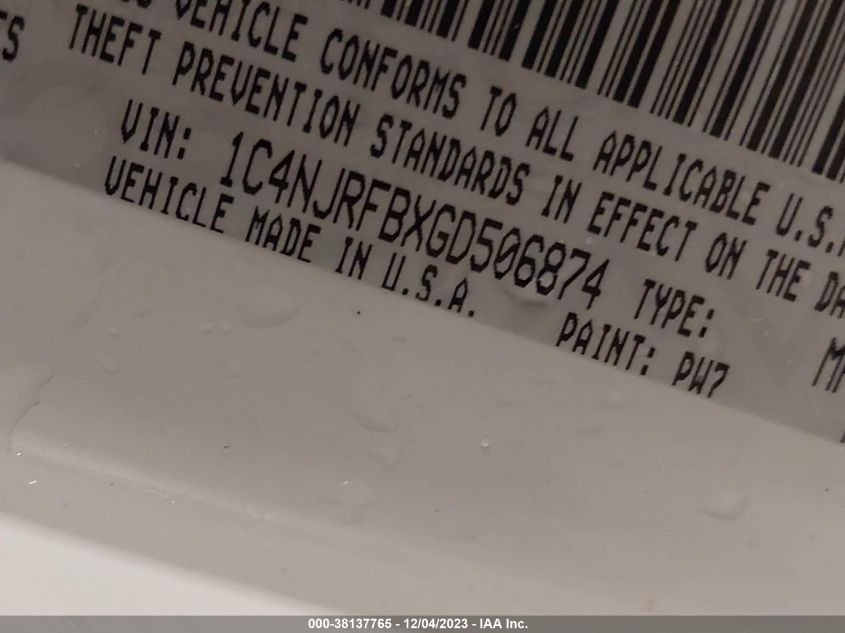 VEHICLE CONFORMS TO ALL APPLICABLE U.S.
THEFT PREVENTION STANDARDS IN EFFECT ON THE
VIN: 1C4NJRFBXGD506874 TYPE:
VEHICLE MADE IN U.S.A.
PAINT: PW7
000-38137765 - 12/04/2023 - IAA Inc.